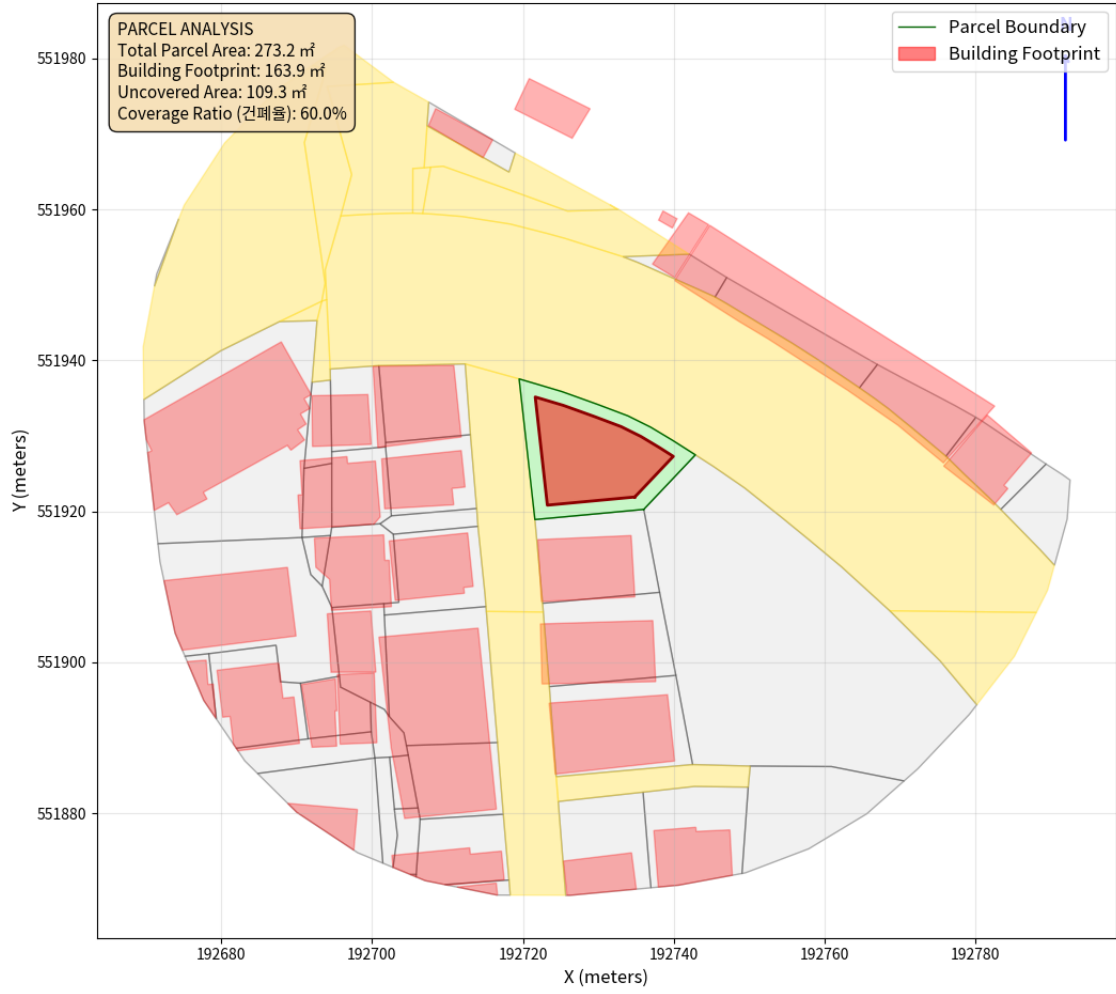 PARCEL ANALYSIS
Total Parcel Area: 273.2 ㎡
Building Footprint: 163.9 ㎡
Uncovered Area: 109.3 ㎡
Coverage Ratio (건폐율): 60.0%
Parcel Boundary
Building Footprint
N
551980
551960
551940
551920
551900
551880
Y (meters)
192680
192700
192720
192740
192760
192780
X (meters)